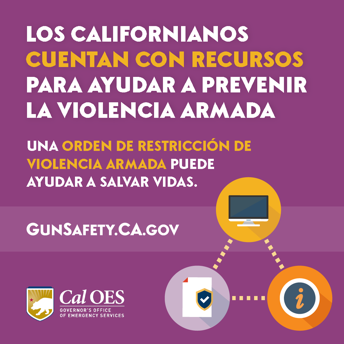 LOS CALIFORNIANOS
CUENTAN CON RECURSOS
PARA AYUDAR A PREVENIR
LA VIOLENCIA ARMADA
UNA ORDEN DE RESTRICCIÓN DE
VIOLENCIA ARMADA PUEDE
AYUDAR A SALVAR VIDAS.
GUNSAFETY.CA.GOV
i
Cal OES
GOVERNOR'S OFFICE
OF EMERGENCY SERVICES